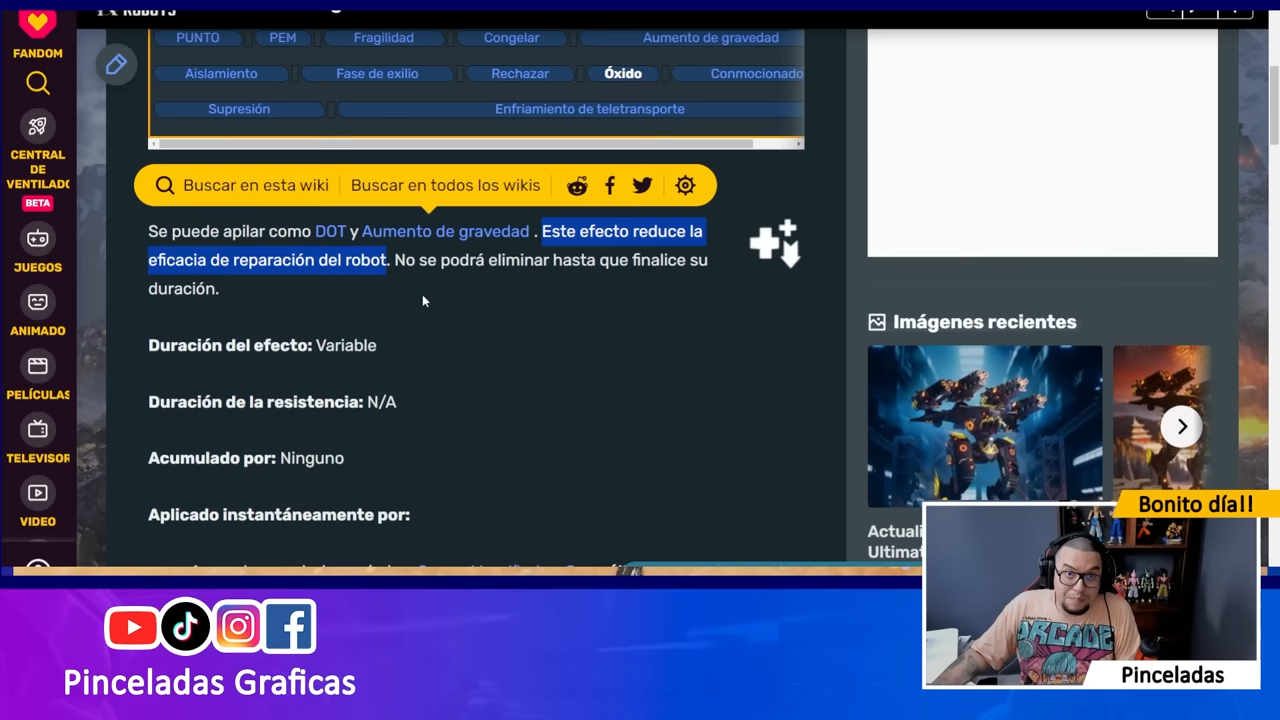 ROBOTS
FANDOM
CENTRAL
DE
VENTILADO
BETA
JUEGOS
ANIMADO
PELÍCULAS
TELEVISOR
VIDEO
PUNTO PEM Fragilidad Congelar Aumento de gravedad
Aislamiento Fase de exilio Rechazar Óxido Conmocionado
Supresión Enfriamiento de teletransporte
Buscar en esta wiki Buscar en todos los wikis
Se puede apilar como DOT y Aumento de gravedad . Este efecto reduce la
eficacia de reparación del robot. No se podrá eliminar hasta que finalice su
duración.
Duración del efecto: Variable
Duración de la resistencia: N/A
Acumulado por: Ninguno
Aplicado instantáneamente por:
Imágenes recientes
Actuali
Ultimat
Bonito día!!
ARCADE
Pinceladas
Pinceladas Graficas